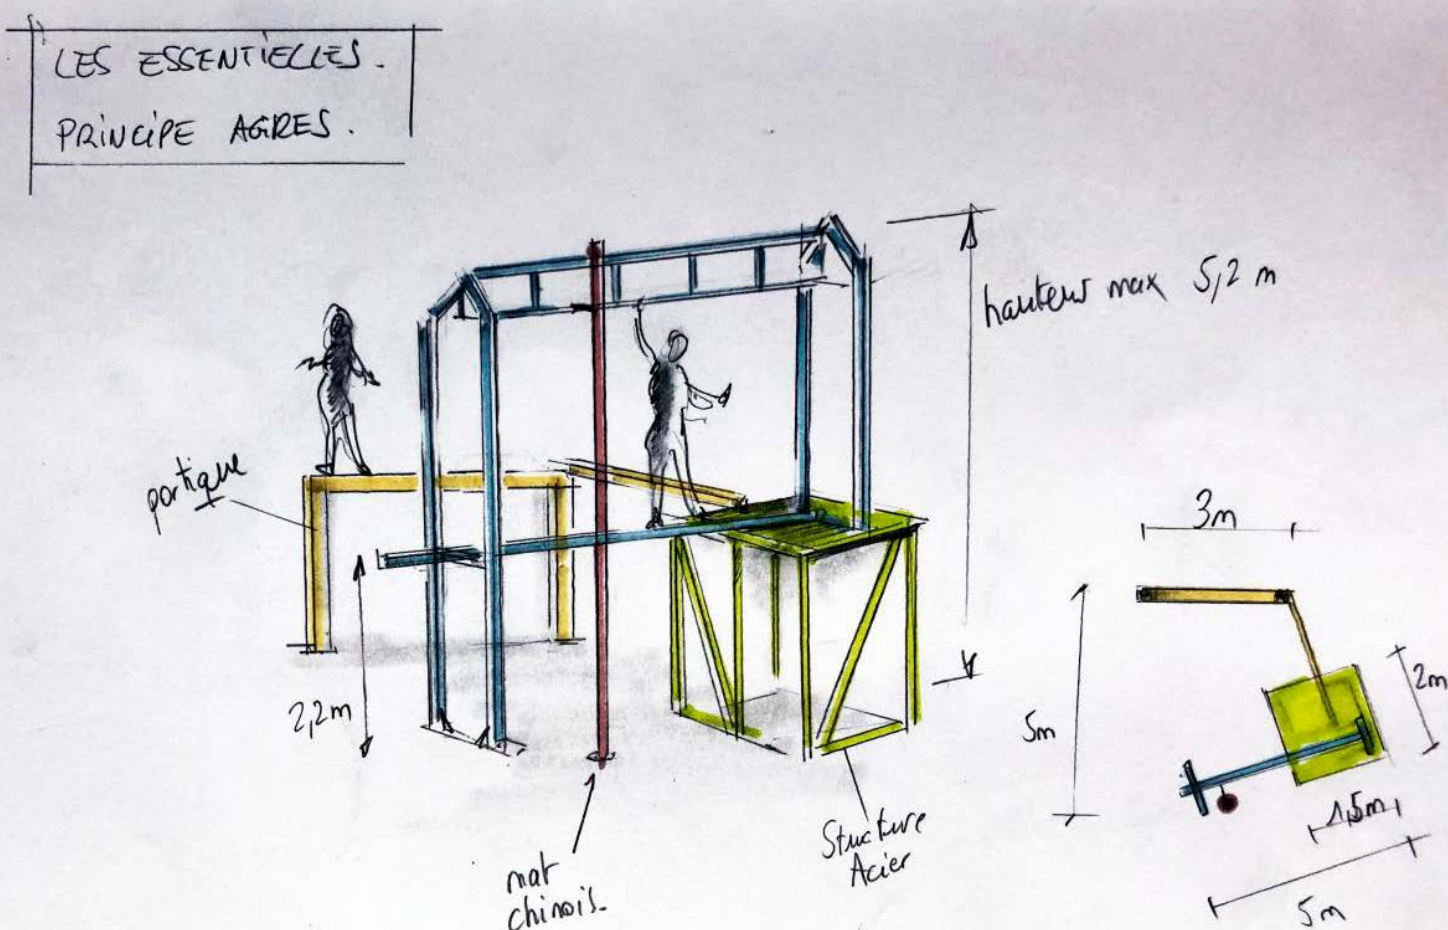 LES ESSENTIELLES.
PRINCIPE AGRES.
hauteur max 5,2 m
portique
2,2m
mat
chinois.
Structure
Acier
3m
5m
2m
1,5m
5m